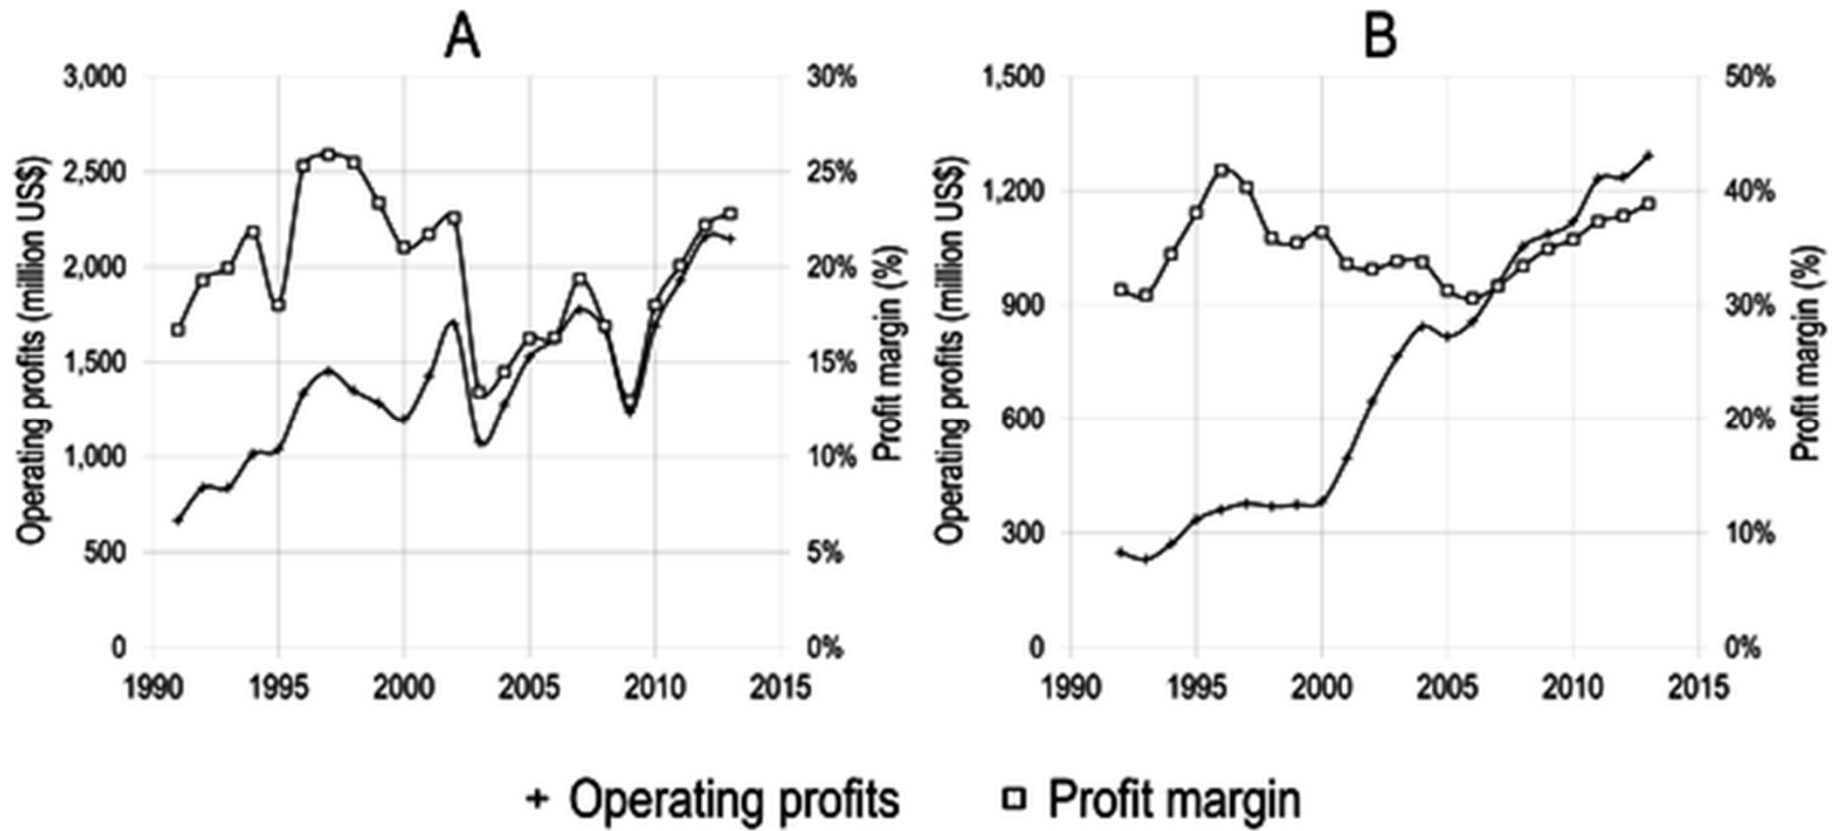 A
B
3,000
2,500
2,000
1,500
1,000
500
0
30%
25%
20%
15%
10%
5%
0%
1990 1995 2000 2005 2010 2015
Operating profits (million US$)
Profit margin (%)
1,500
1,200
900
600
300
0
50%
40%
30%
20%
10%
0%
1990 1995 2000 2005 2010 2015
Operating profits (million US$)
Profit margin (%)
Operating profits
Profit margin